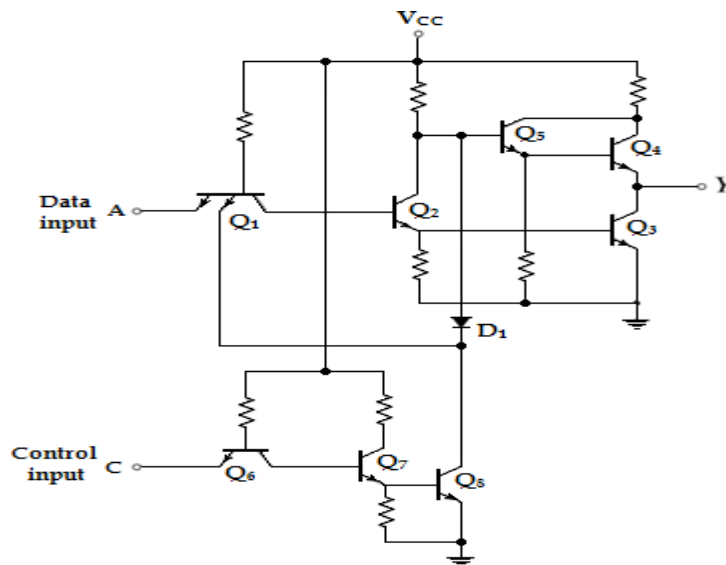 VCC
Q5
Q4
Data
input A
Q1
Q2
Y
Q3
D1
Control
input C
Q6
Q7
Q8